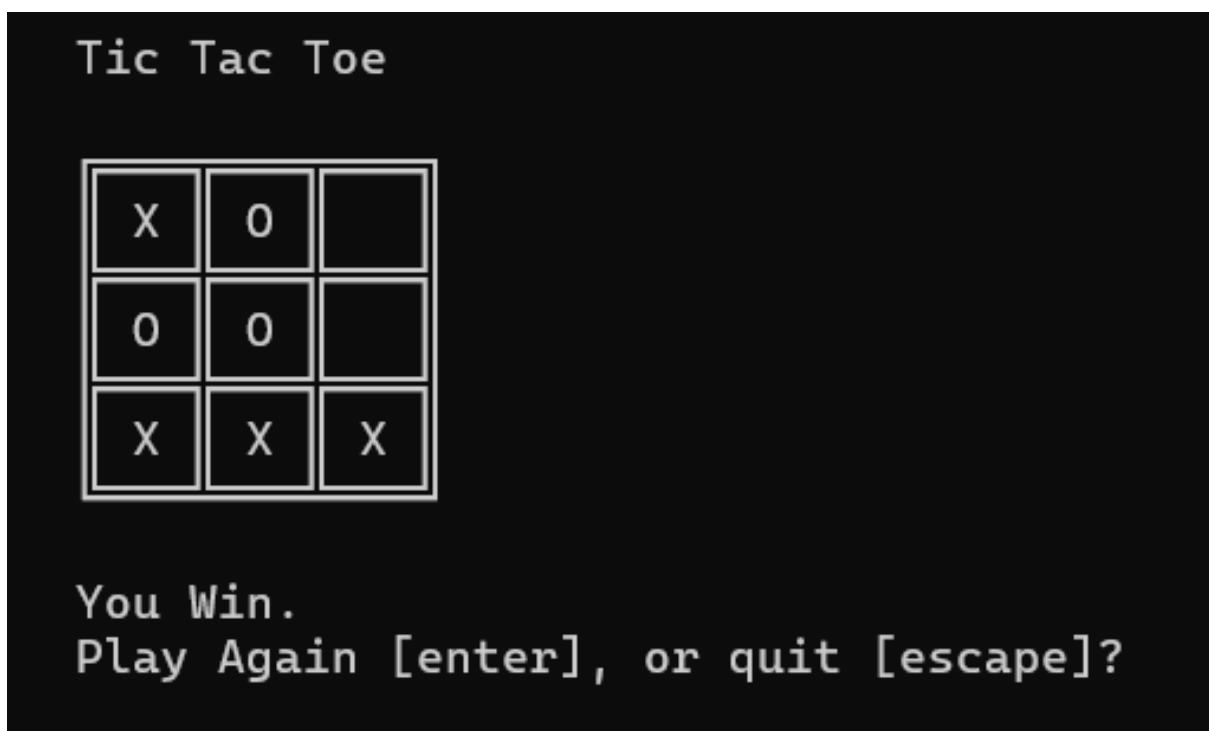 Tic Tac Toe
X O
O O
X X X
You Win.
Play Again [enter], or quit [escape]?